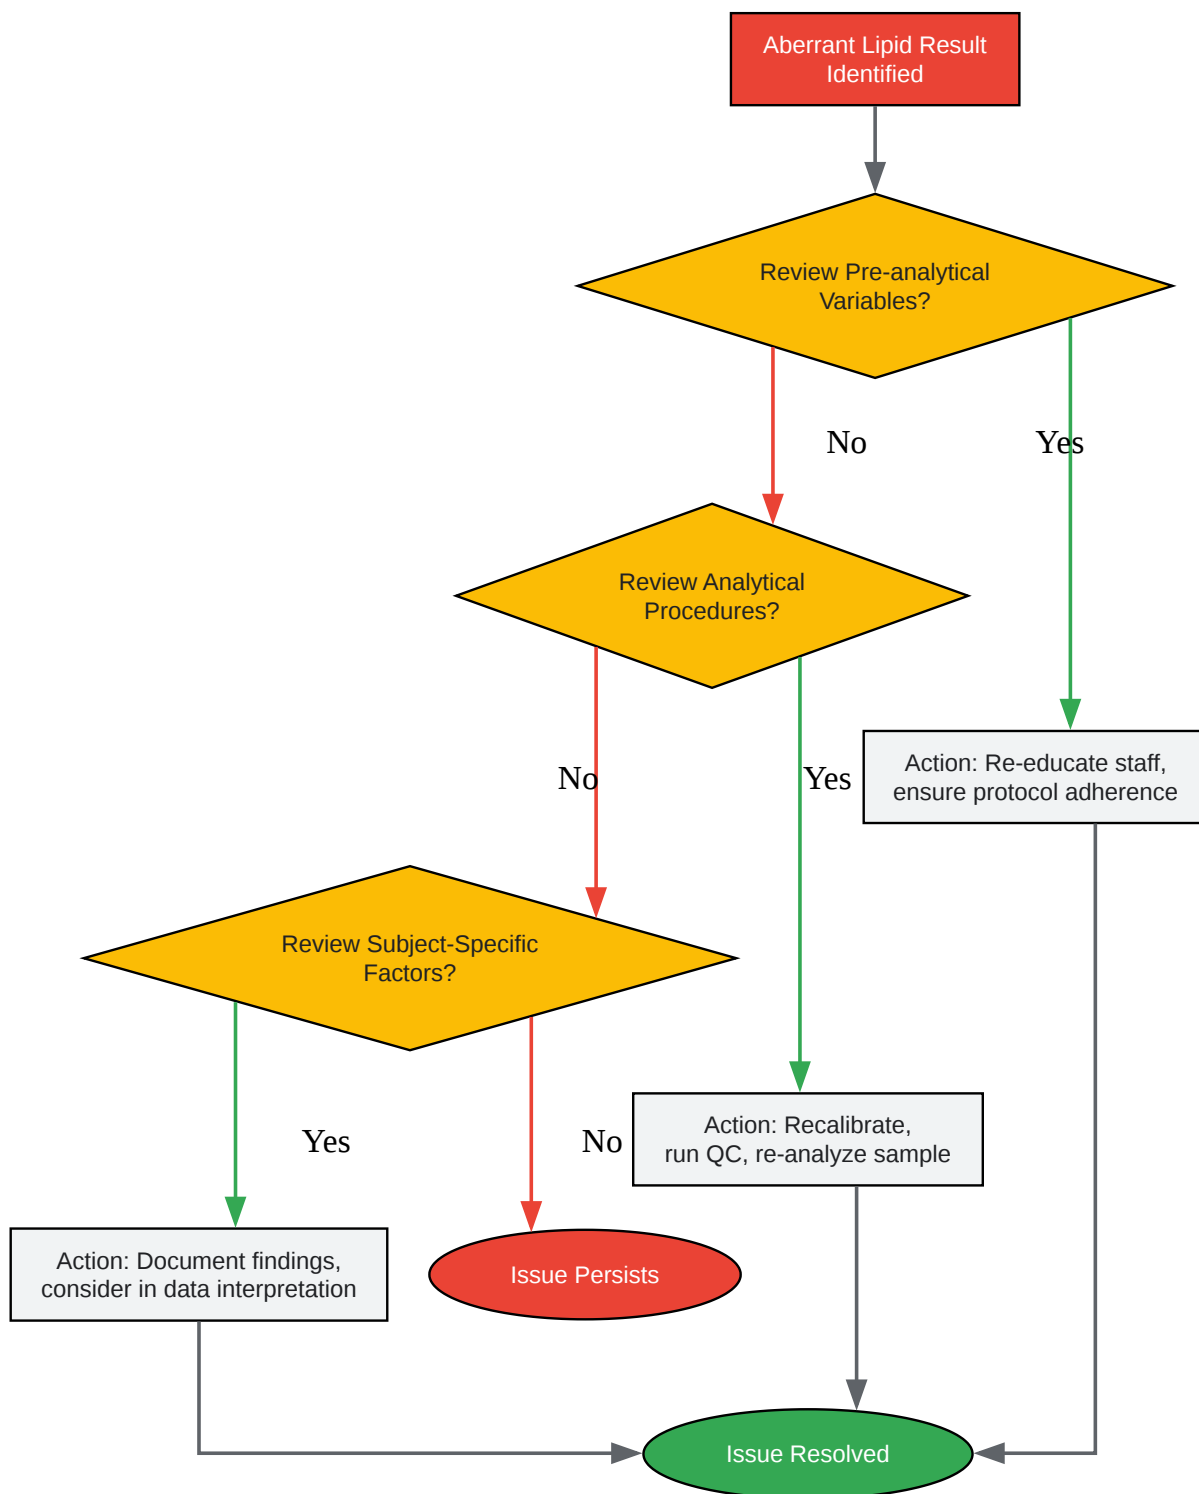 Aberrant Lipid Result
Identified
Review Pre-analytical
Variables?
No
Yes
Review Analytical
Procedures?
No
Yes
Action: Re-educate staff,
ensure protocol adherence
Review Subject-Specific
Factors?
Yes
No
Action: Recalibrate,
run QC, re-analyze sample
Action: Document findings,
consider in data interpretation
Issue Persists
Issue Resolved